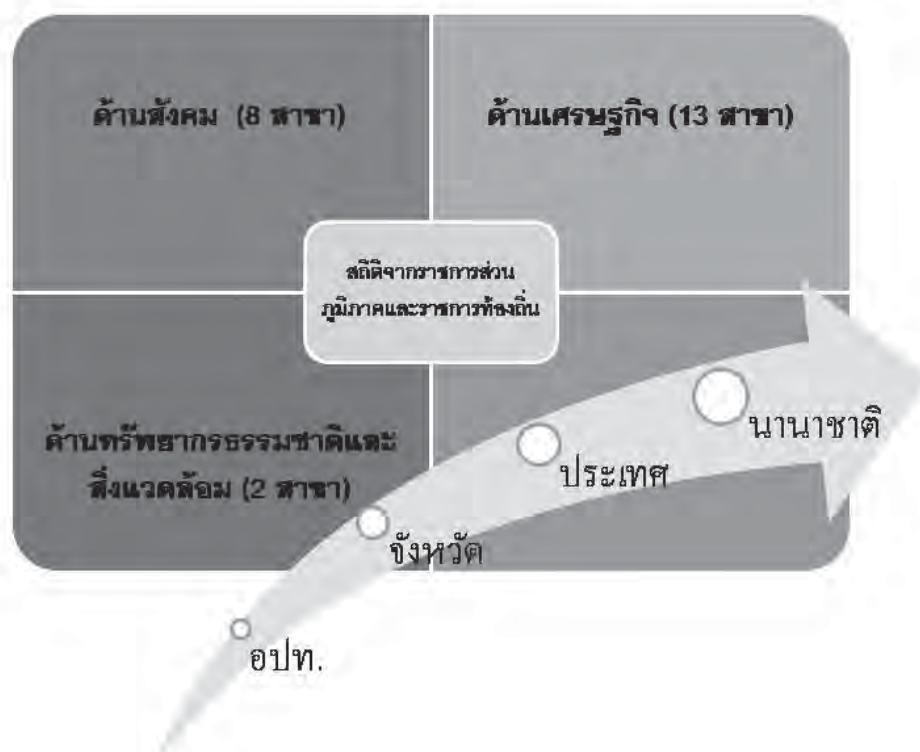 ด้านสังคม (8 สาขา)
ด้านเศรษฐกิจ (13 สาขา)
สถิติจากราชการส่วน
ภูมิภาคและราชการท้องถิ่น
ด้านทรัพยากรธรรมชาติและ
สิ่งแวดล้อม (2 สาขา)
นานาชาติ
ประเทศ
จังหวัด
อปท.